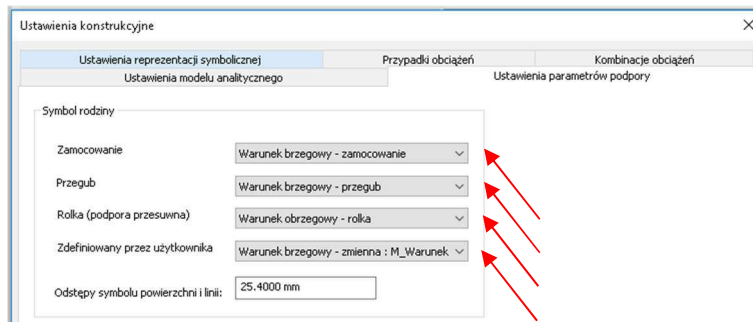 Ustawienia konstrukcyjne
Ustawienia reprezentacji symbolicznej
Przypadki obciążeń
Kombinacje obciążeń
Ustawienia modelu analitycznego
Ustawienia parametrów podpory
Symbol rodziny
Zamocowanie
Warunek brzegowy - zamocowanie
Przegub
Warunek brzegowy - przegub
Rolka (podpora przesuwna)
Warunek obrzegowy - rolka
Zdefiniowany przez użytkownika
Warunek brzegowy - zmienna : M_Warunek
Odstępy symbolu powierzchni i linii:
25.4000 mm